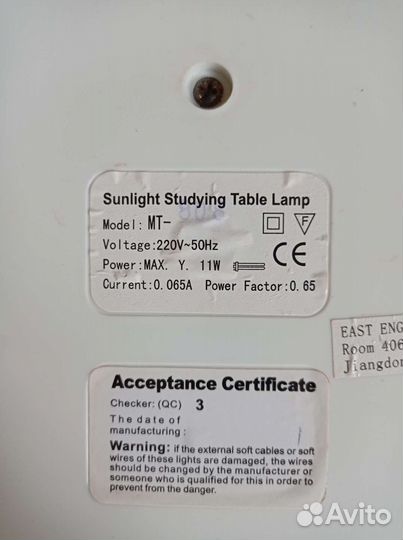 Sunlight Studying Table Lamp
Model: MT-
F
Voltage:220V~50Hz
CE
Power:MAX. Y. 11W
Current:0.065A Power Factor:0.65
EAST ENG
Room 406
Jiangdon
Acceptance Certificate
Checker: (QC) 3
The date of
manufacturing :
Warning: if the external soft cables or soft
wires of these lights are damaged, the wires
should be changed by the manufacturer or
someone who is qualified for this in order to
prevent from the danger.
Avito